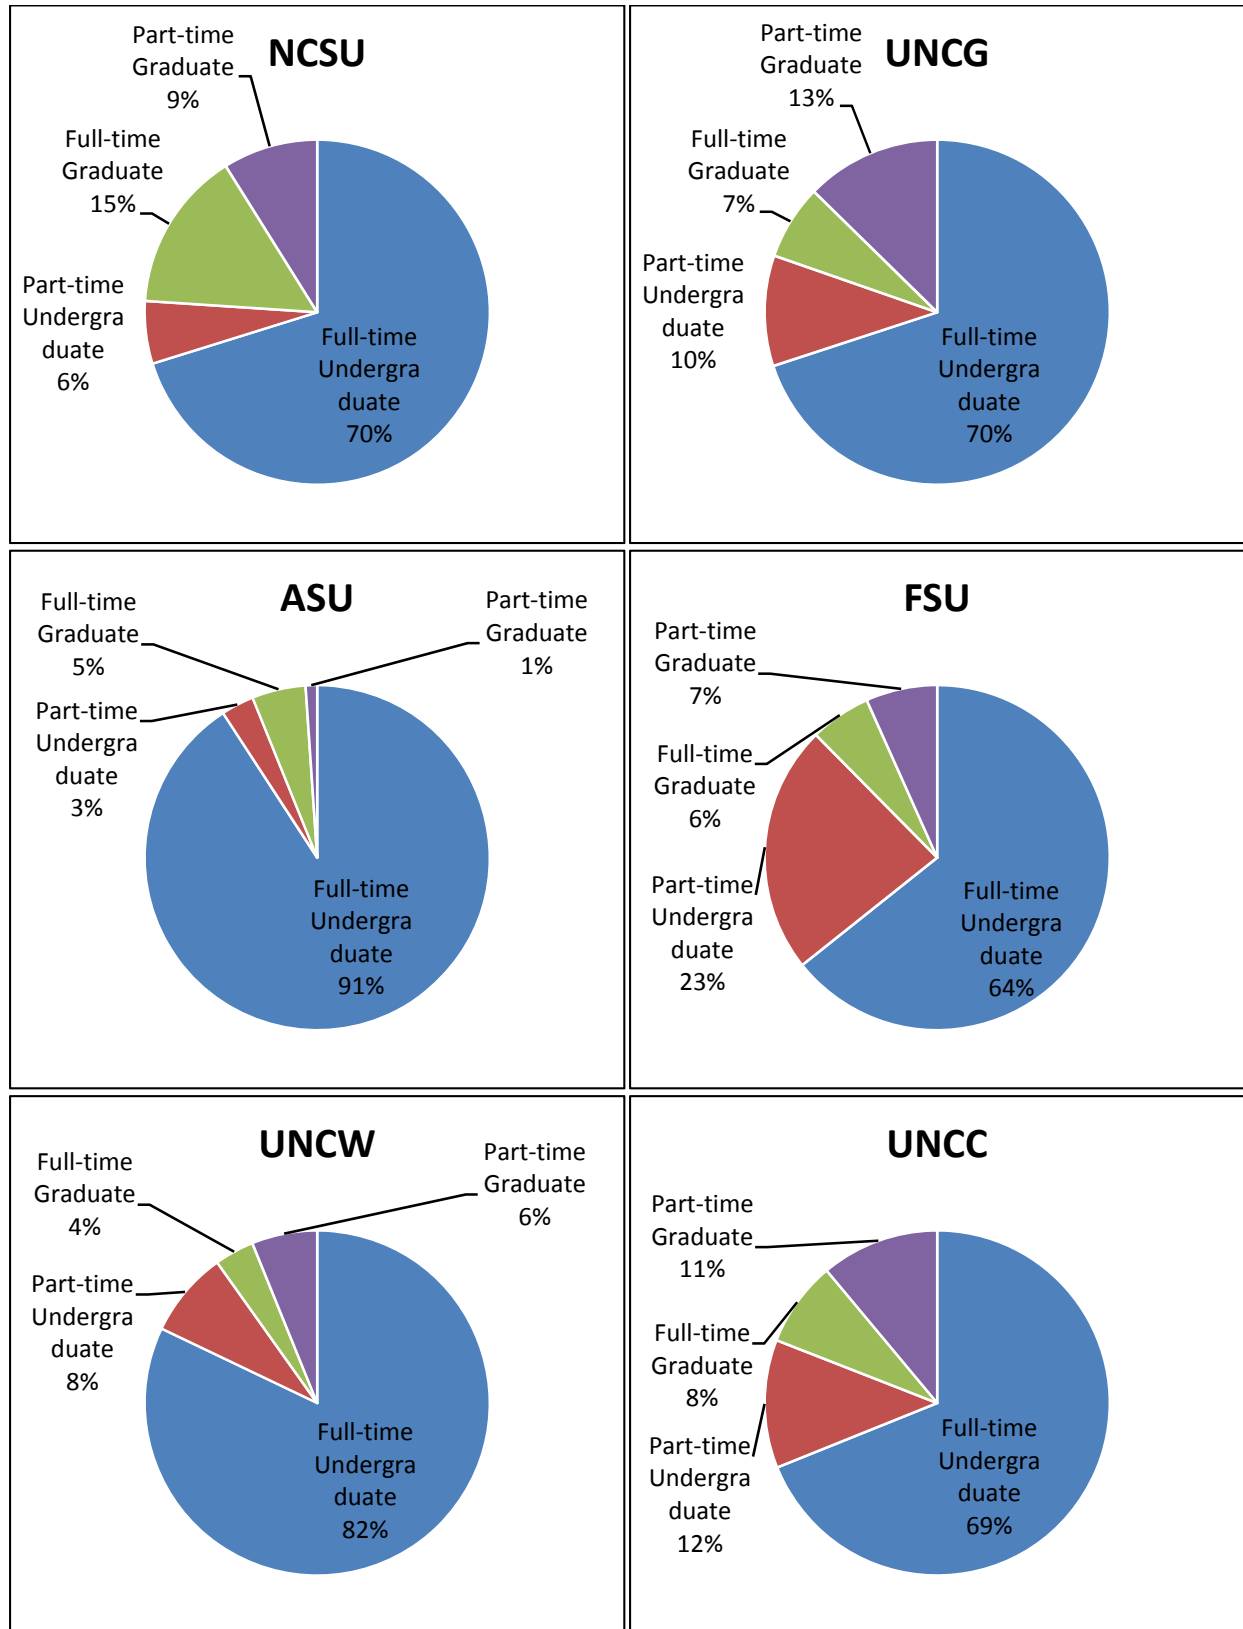 NCSU
Part-time
Graduate
9%
Full-time
Graduate
15%
Part-time
Undergra
duate
6%
Full-time
Undergra
duate
70%
UNCG
Part-time
Graduate
13%
Full-time
Graduate
7%
Part-time
Undergra
duate
10%
Full-time
Undergra
duate
70%
ASU
Full-time
Graduate
5%
Part-time
Graduate
1%
Part-time
Undergra
duate
3%
Full-time
Undergra
duate
91%
FSU
Part-time
Graduate
7%
Full-time
Graduate
6%
Part-time
Undergra
duate
23%
Full-time
Undergra
duate
64%
UNCW
Full-time
Graduate
4%
Part-time
Graduate
6%
Part-time
Undergra
duate
8%
Full-time
Undergra
duate
82%
UNCC
Part-time
Graduate
11%
Full-time
Graduate
8%
Part-time
Undergra
duate
12%
Full-time
Undergra
duate
69%